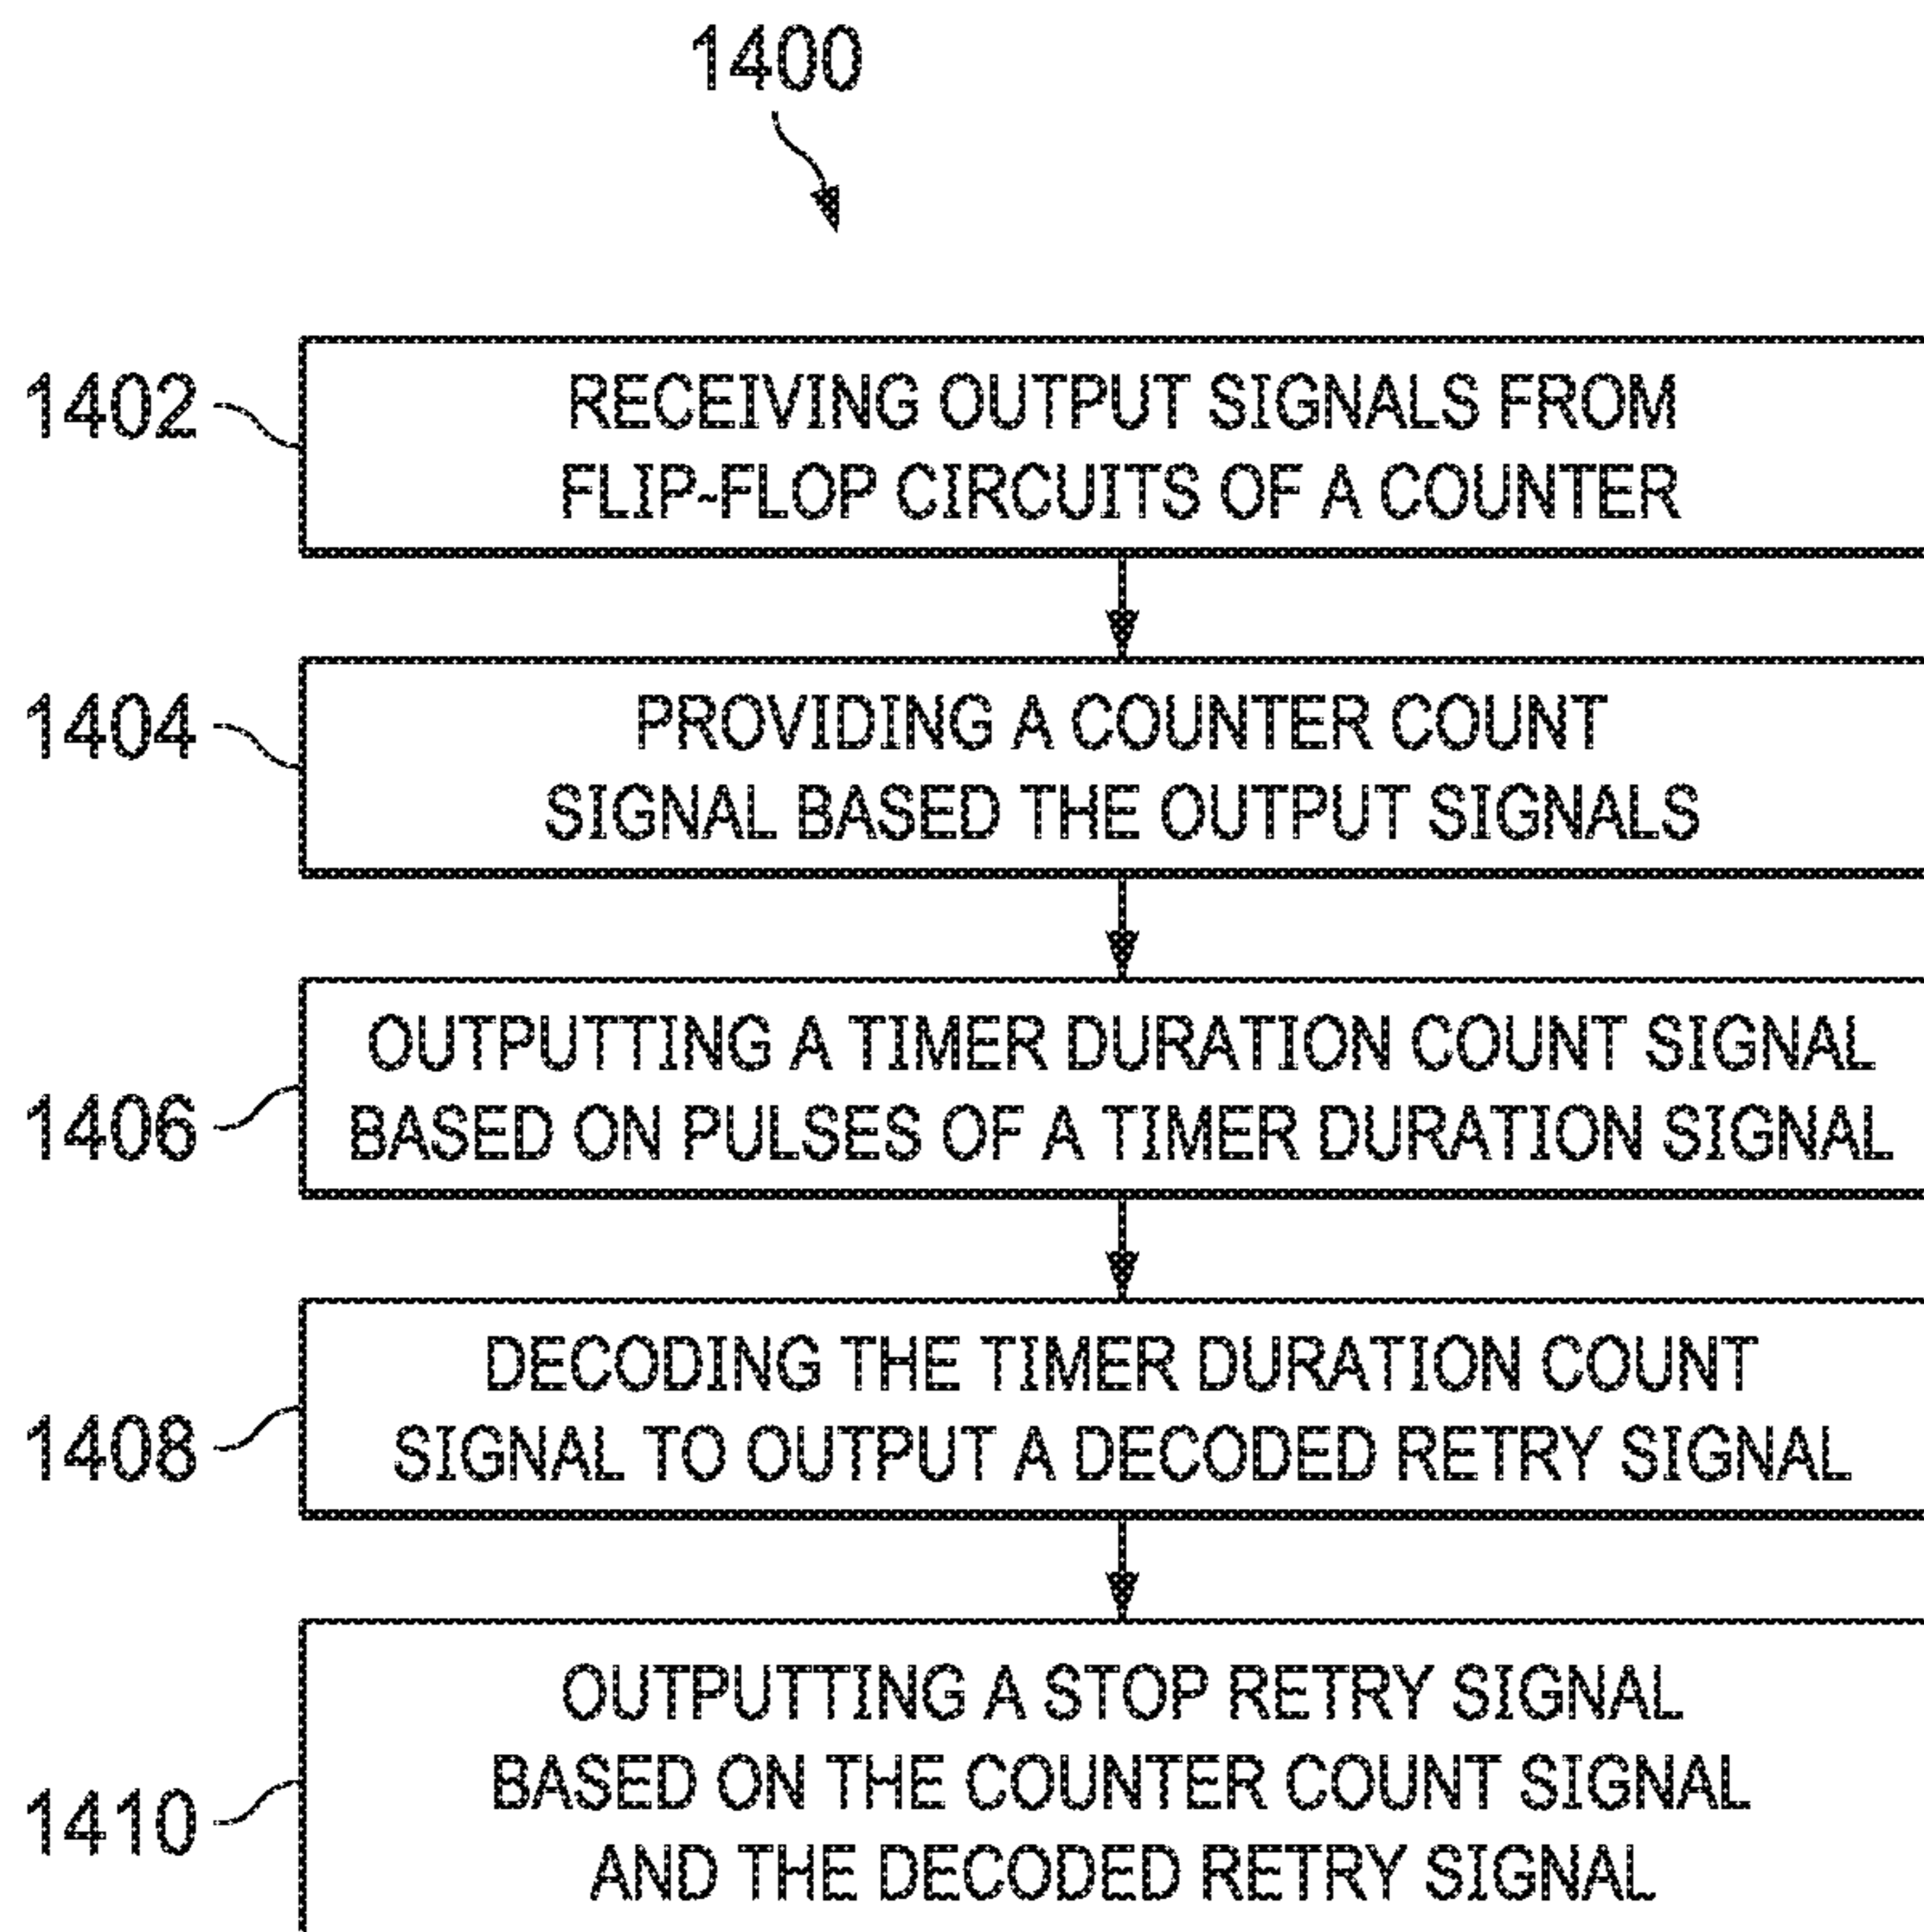 1400
1402
RECEIVING OUTPUT SIGNALS FROM
FLIP-FLOP CIRCUITS OF A COUNTER
1404
PROVIDING A COUNTER COUNT
SIGNAL BASED THE OUTPUT SIGNALS
1406
OUTPUTTING A TIMER DURATION COUNT SIGNAL
BASED ON PULSES OF A TIMER DURATION SIGNAL
1408
DECODING THE TIMER DURATION COUNT
SIGNAL TO OUTPUT A DECODED RETRY SIGNAL
1410
OUTPUTTING A STOP RETRY SIGNAL
BASED ON THE COUNTER COUNT SIGNAL
AND THE DECODED RETRY SIGNAL